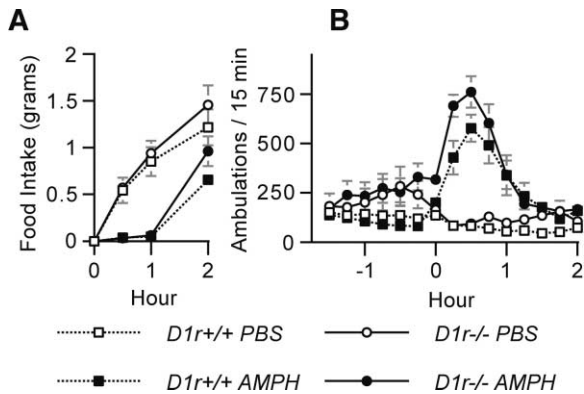 A
B
Food Intake (grams)
2
1.5
1
0.5
0
0 1 2
Hour
Ambulations / 15 min
750
500
250
0
-1 0 1 2
Hour
D1r+/+ PBS
D1r-/- PBS
D1r+/+ AMPH
D1r-/- AMPH